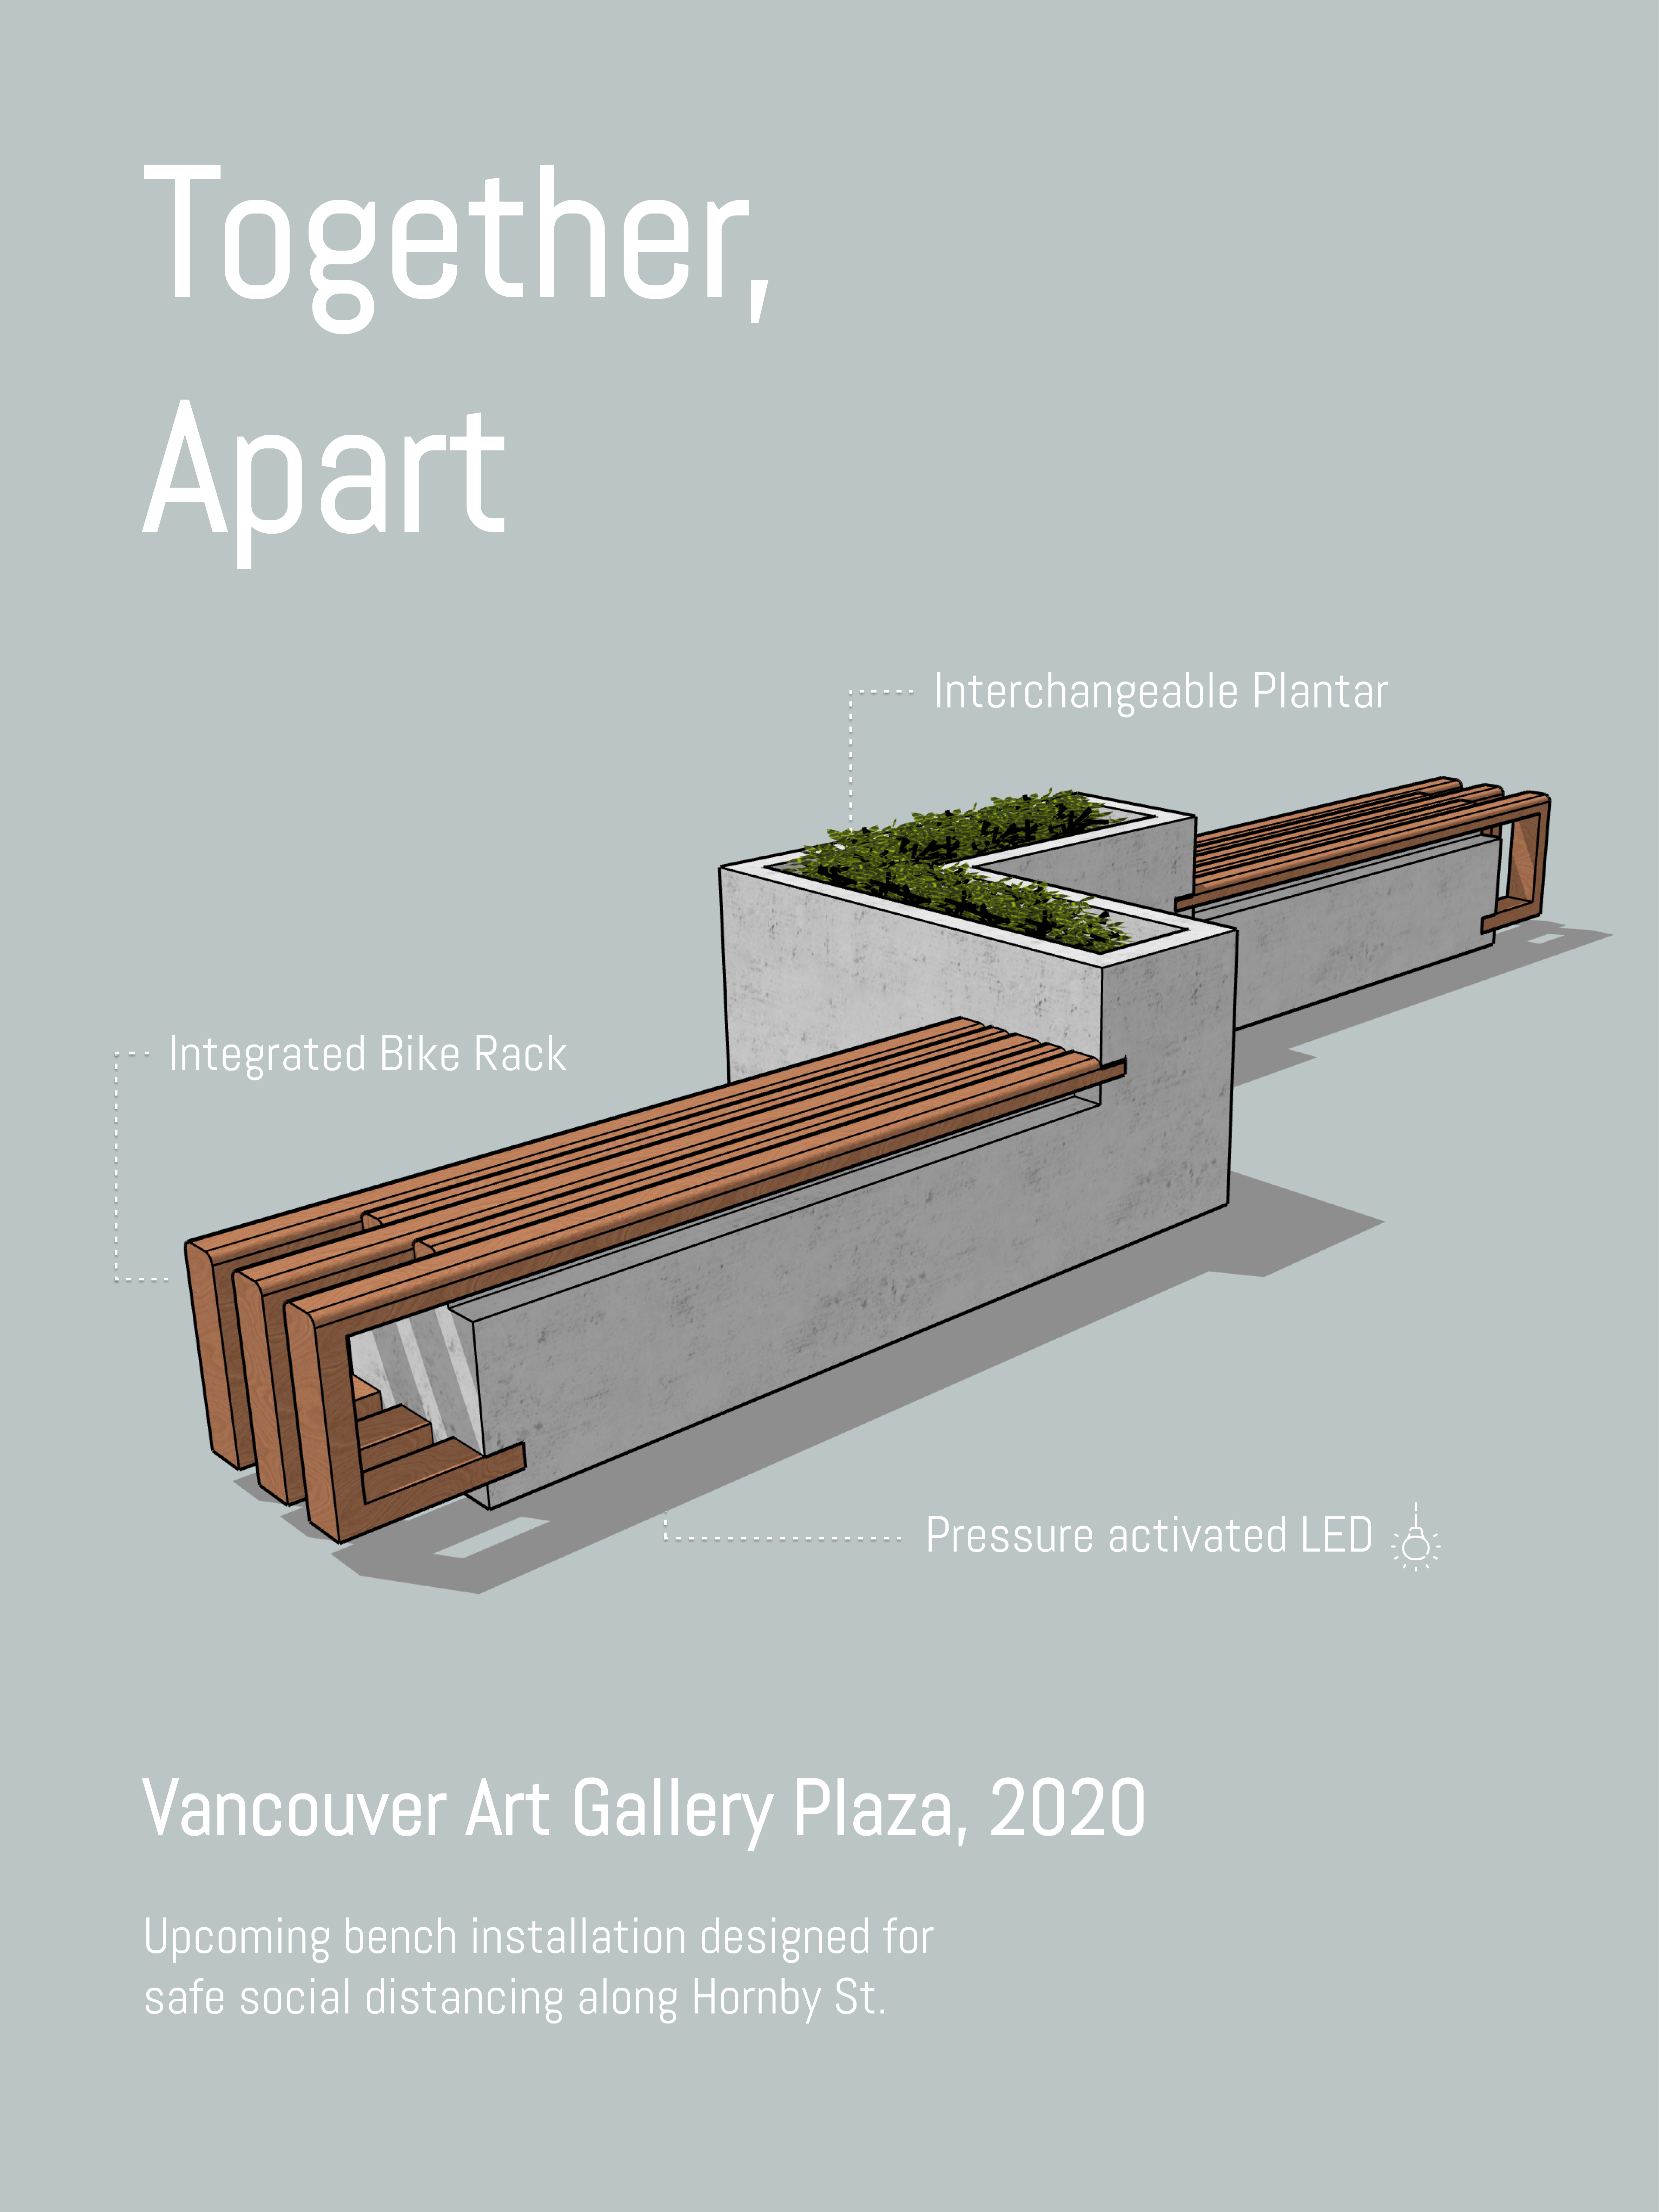 Together,
Apart
Interchangeable Plantar
Integrated Bike Rack
Pressure activated LED
Vancouver Art Gallery Plaza, 2020
Upcoming bench installation designed for
safe social distancing along Hornby St.